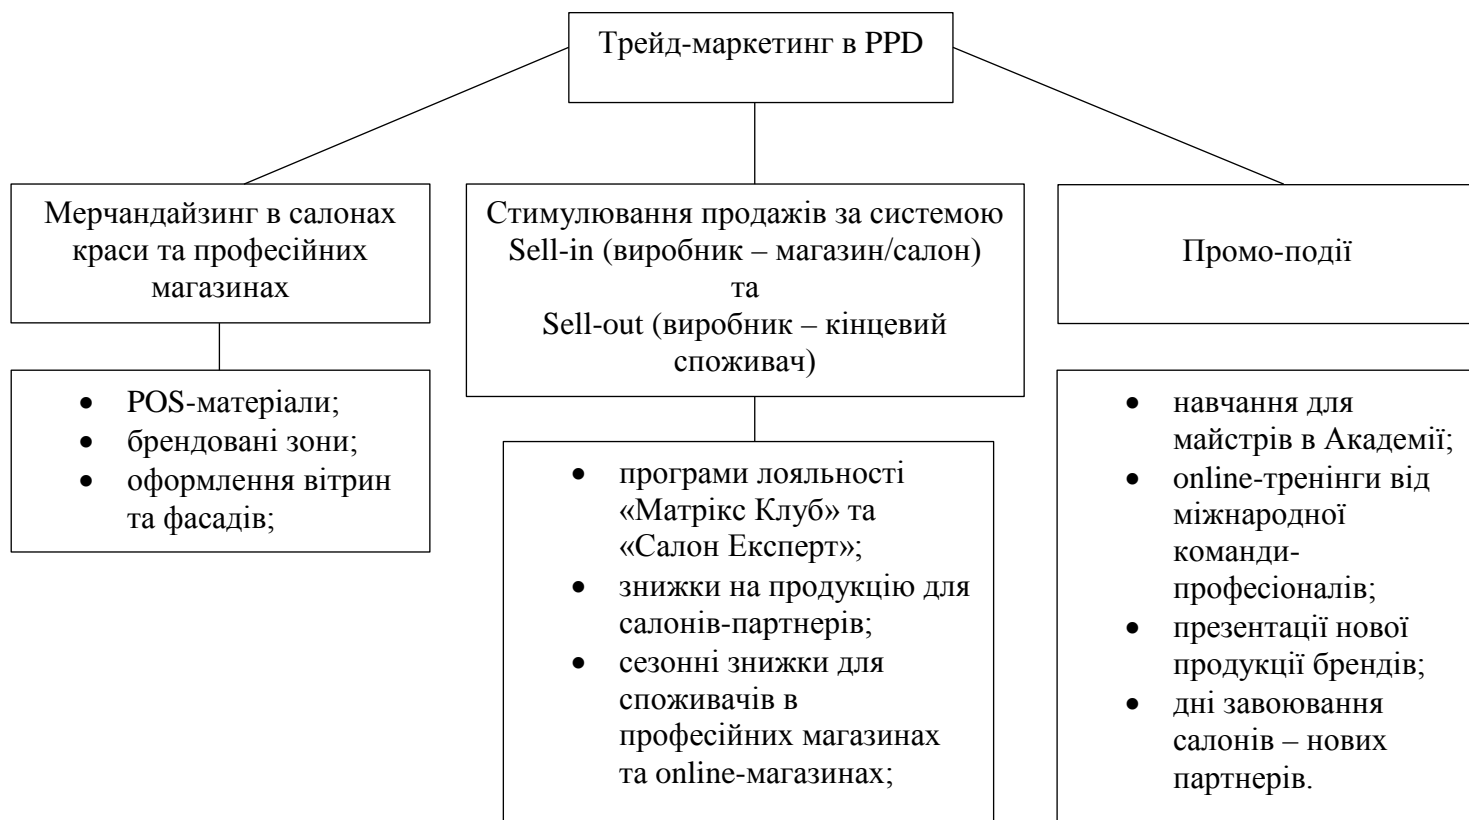 Трейд-маркетинг в PPD
Мерчандайзинг в салонах
краси та професійних
магазинах
Стимулювання продажів за системою
Sell-in (виробник – магазин/салон)
та
Sell-out (виробник – кінцевий
споживач)
Промо-події
• POS-матеріали;
• брендовані зони;
• оформлення вітрин
та фасадів;
• програми лояльності
«Матрікс Клуб» та
«Салон Експерт»;
• знижки на продукцію для
салонів-партнерів;
• сезонні знижки для
споживачів в
професійних магазинах
та online-магазинах;
• навчання для
майстрів в Академії;
• online-тренінги від
міжнародної
команди-
професіоналів;
• презентації нової
продукції брендів;
• дні завоювання
салонів – нових
партнерів.